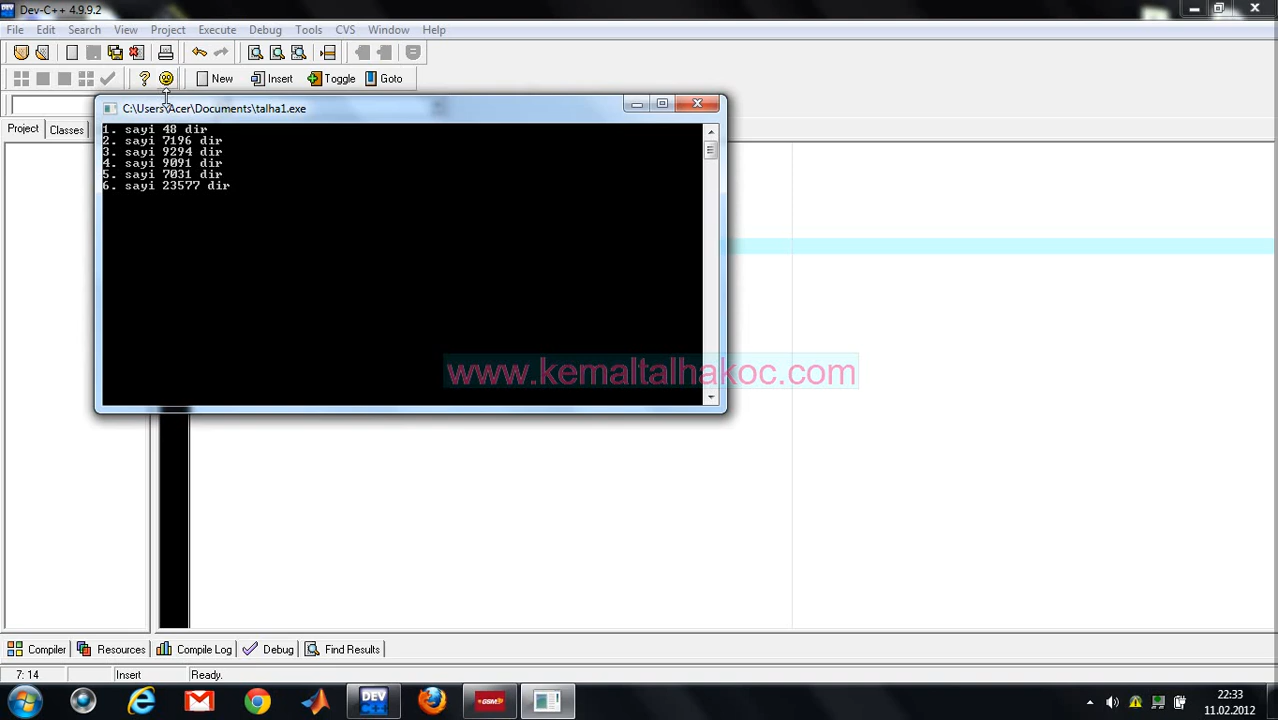 Dev-C++ 4.9.9.2
File Edit Search View Project Execute Debug Tools CVS Window Help
New Insert Toggle Goto
C:\Users\Acer\Documents\talha1.exe
Project Classes
1. sayi 48 dir
2. sayi 7196 dir
3. sayi 9294 dir
4. sayi 9091 dir
5. sayi 7031 dir
6. sayi 23577 dir
www.kemaltalhakoc.com
Compiler Resources Compile Log Debug Find Results
7: 14 Insert Ready.
DEV C++ GSM 22:33
11.02.2012